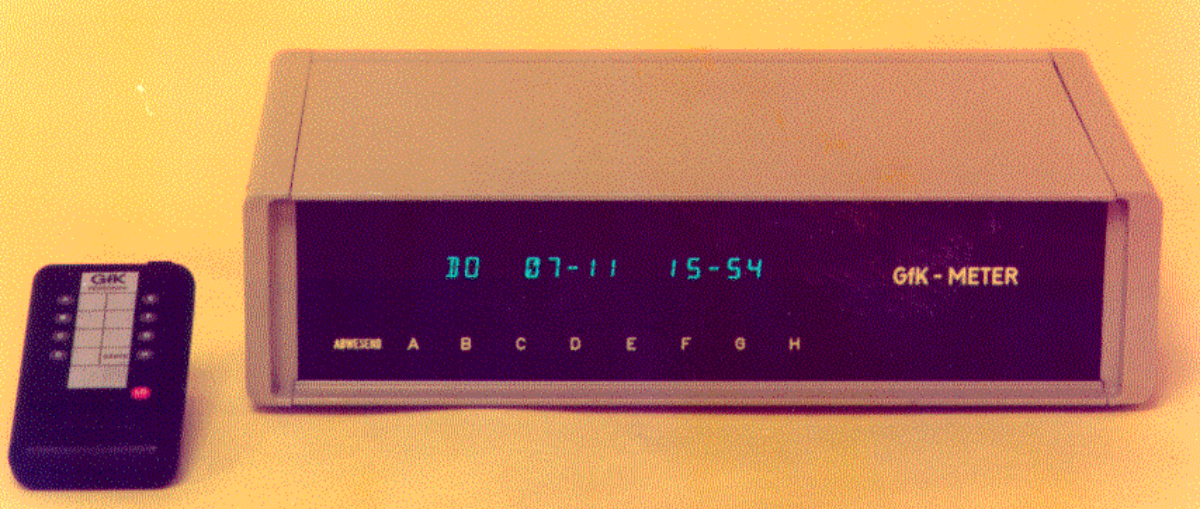 DO 07-11 15-54
GfK - METER
ABWESEND A B C D E F G H
GfK